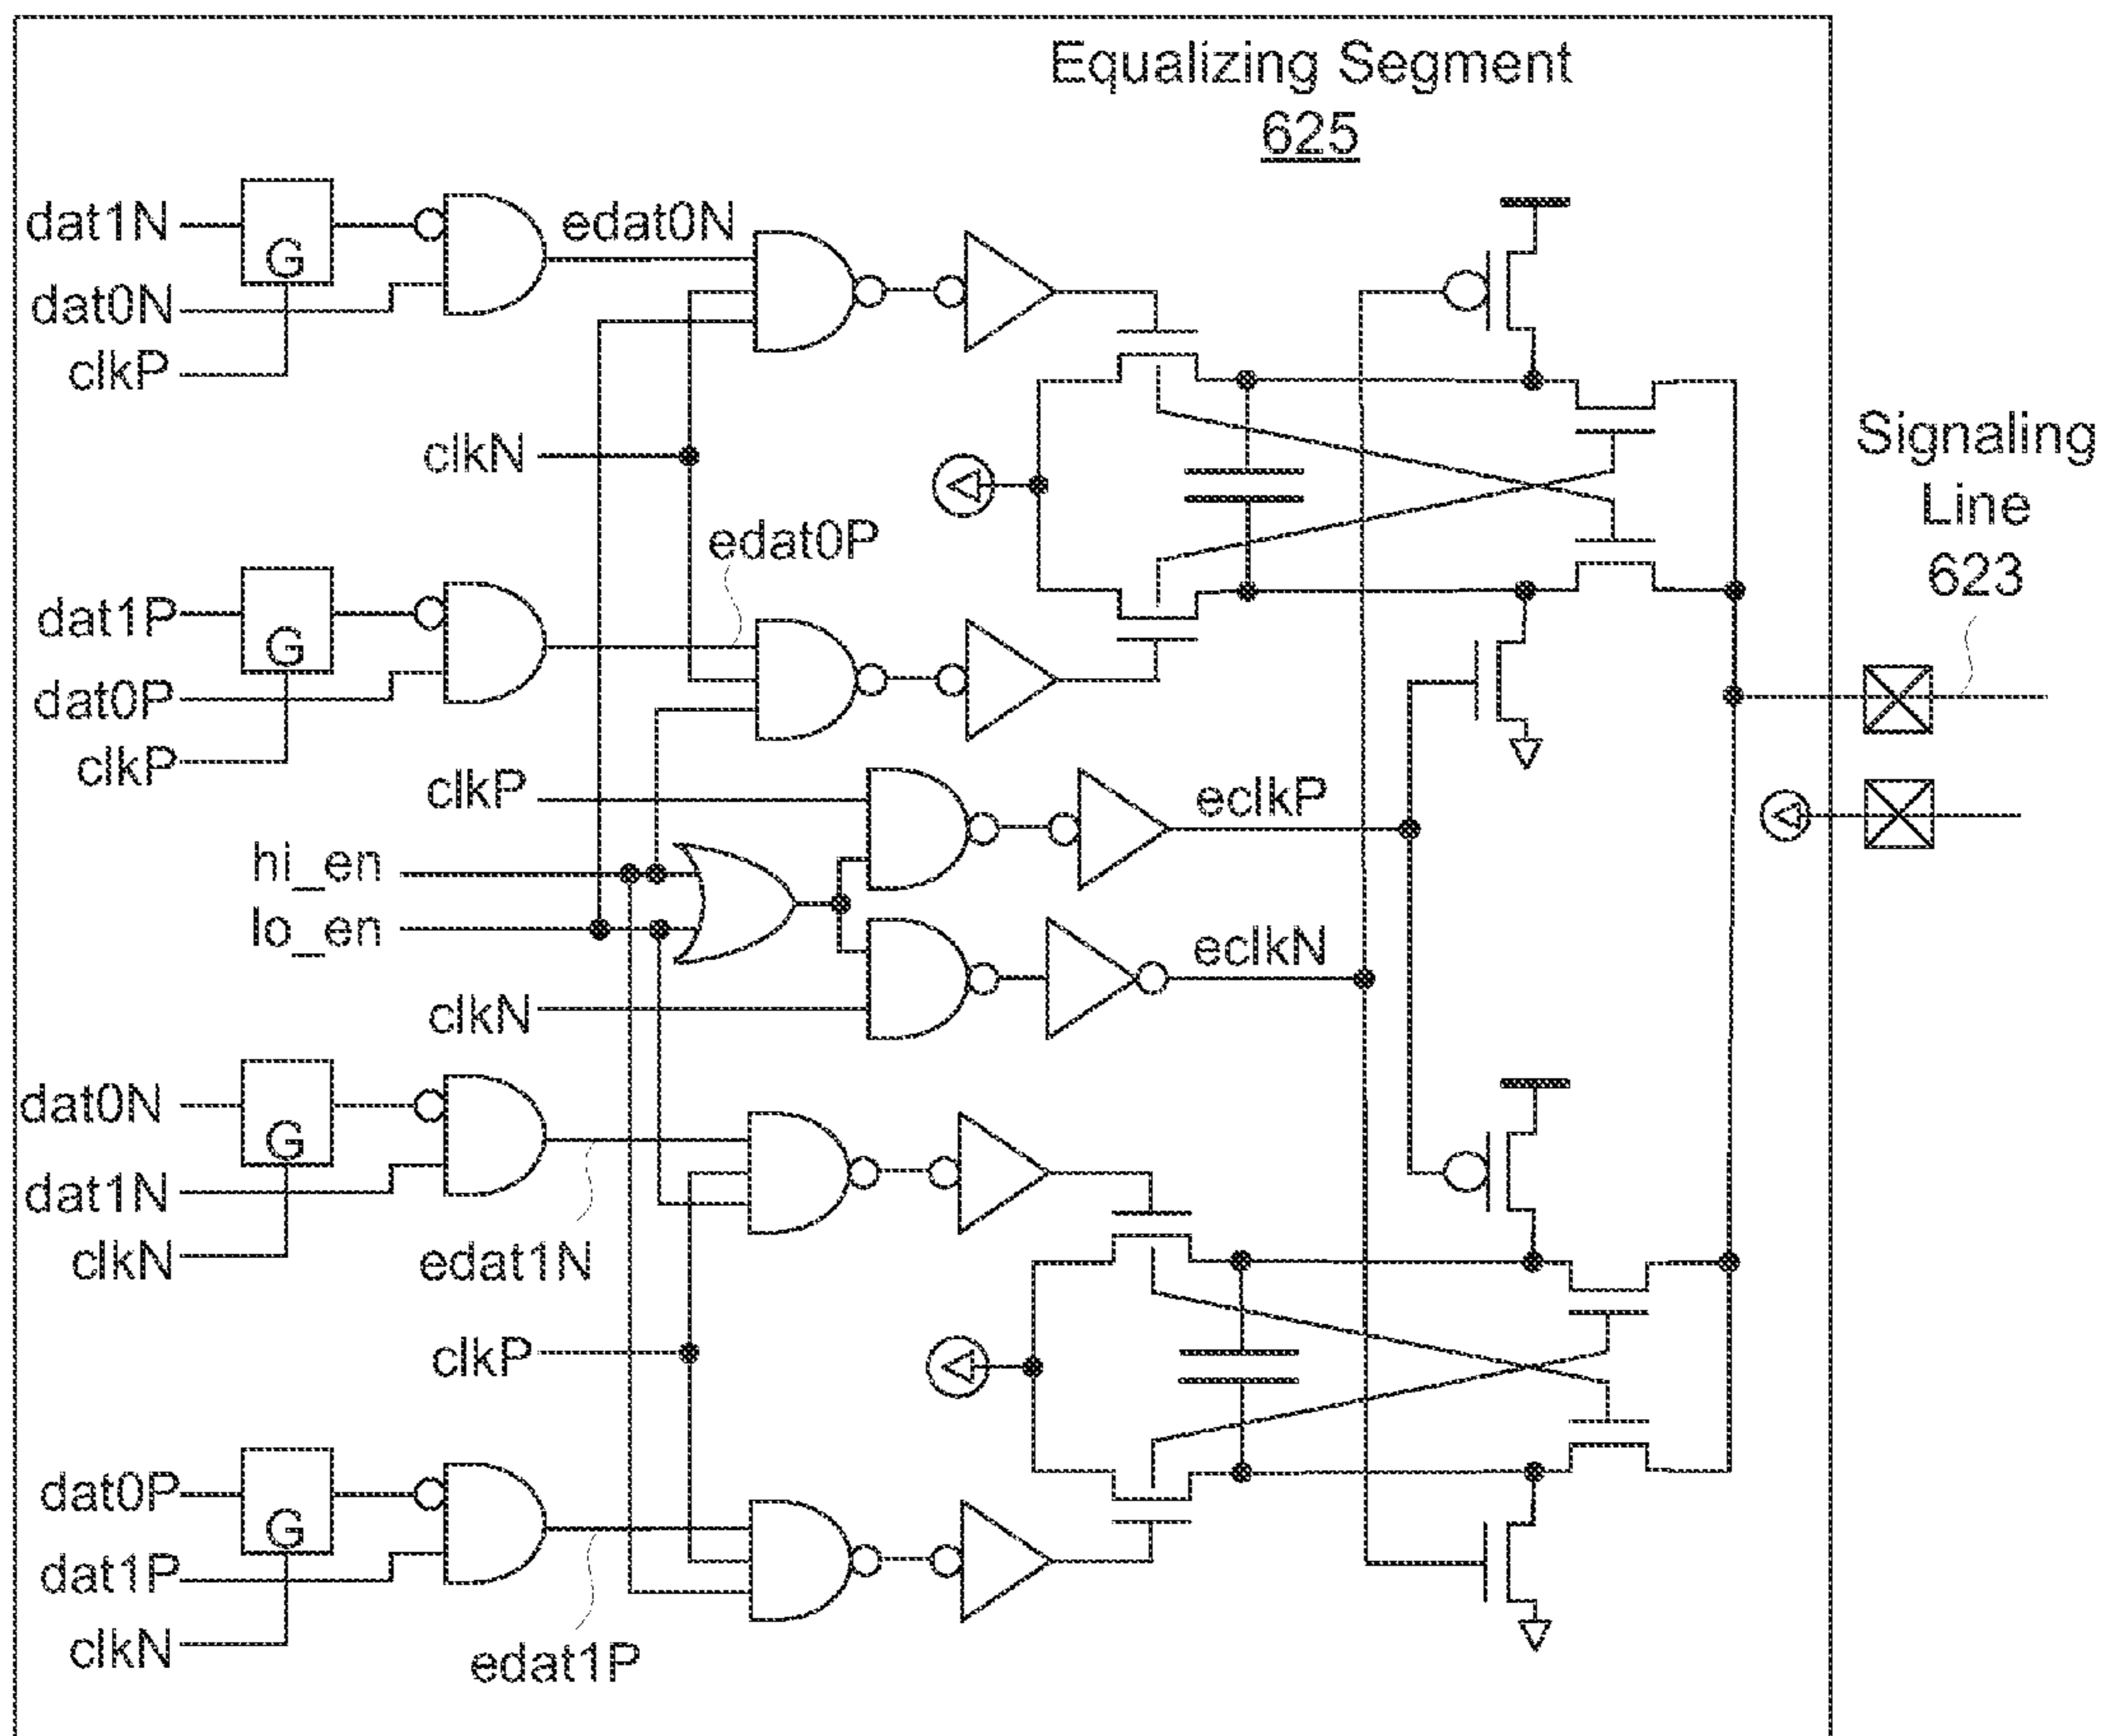 Equalizing Segment
625
dat1N
G
edat0N
dat0N
clkP
clkN
Signaling
Line
623
edat0P
dat1P
G
dat0P
clkP
clkP
eclkP
hi_en
lo_en
eclkN
clkN
dat0N
G
dat1N
clkN
edat1N
clkP
dat0P
G
dat1P
clkN
edat1P